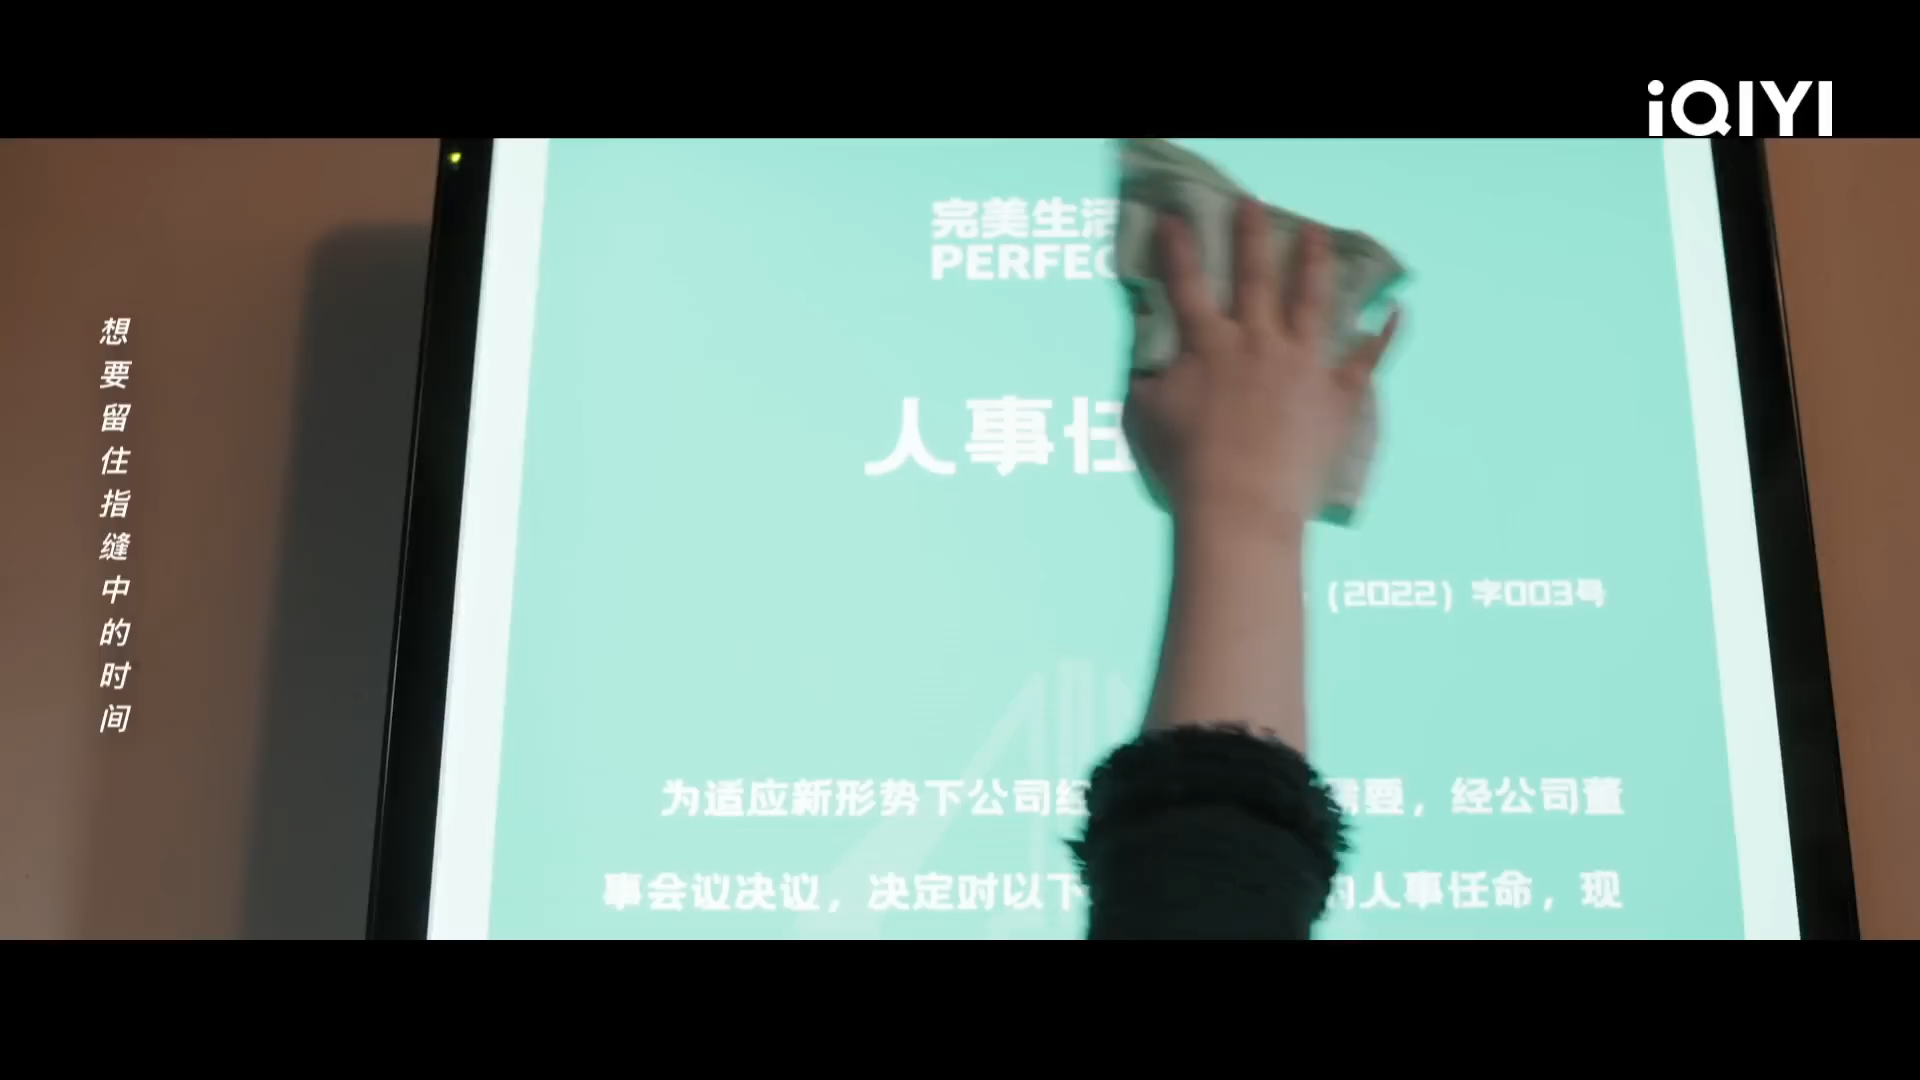 iQIYI
想要留住指缝中的时间
完美生活
PERFEC
人事任
(2022) 字003号
为适应新形势下公司经 需要，经公司董
事会议决议，决定对以下 的人事任命，现